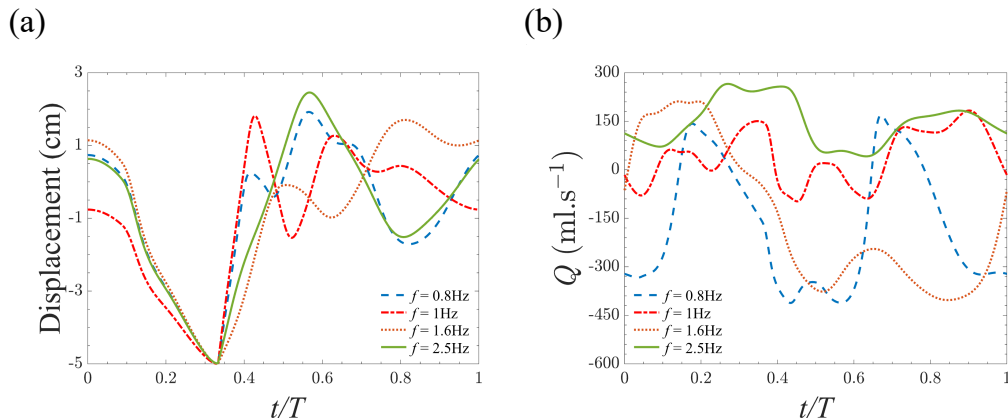 (a)
(b)
Displacement (cm)
3
1
-1
-3
-5
0
0.2
0.4
0.6
0.8
1
t/T
f = 0.8Hz
f = 1Hz
f = 1.6Hz
f = 2.5Hz
Q (ml.s⁻¹)
300
150
0
-150
-300
-450
-600
0
0.2
0.4
0.6
0.8
1
t/T
f = 0.8Hz
f = 1Hz
f = 1.6Hz
f = 2.5Hz